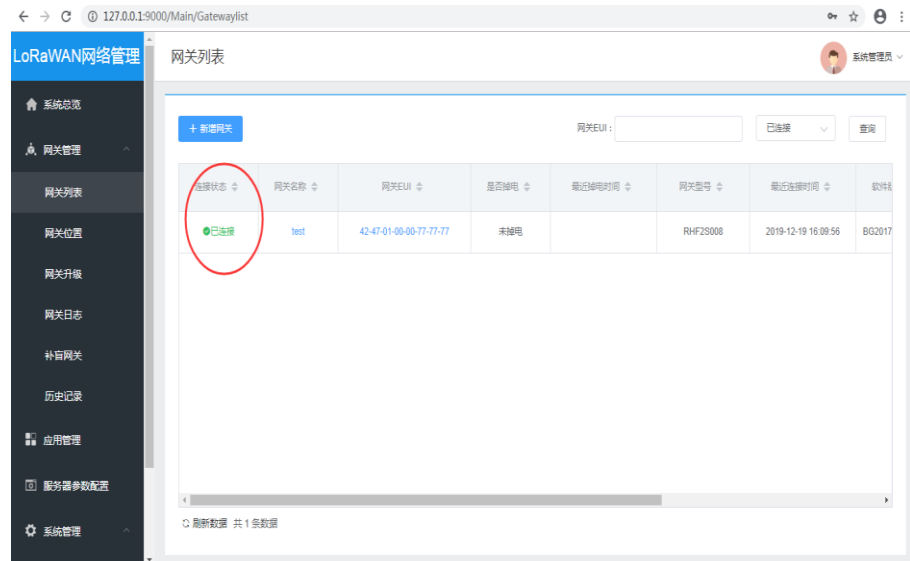 127.0.0.1:9000/Main/Gatewaylist
LoRaWAN网络管理
网关列表
系统管理员
系统总览
网关管理
网关列表
网关位置
网关升级
网关日志
补盲网关
历史记录
应用管理
服务器参数配置
系统管理
+ 新增网关
网关EUI :
已连接
查询
连接状态 网关名称 网关EUI 是否掉电 最近掉电时间 网关型号 最近连接时间 软件
已连接 test 42-47-01-00-00-77-77-77 未掉电 RHF2S008 2019-12-19 16:09:56 BG2017
刷新数据 共 1 条数据